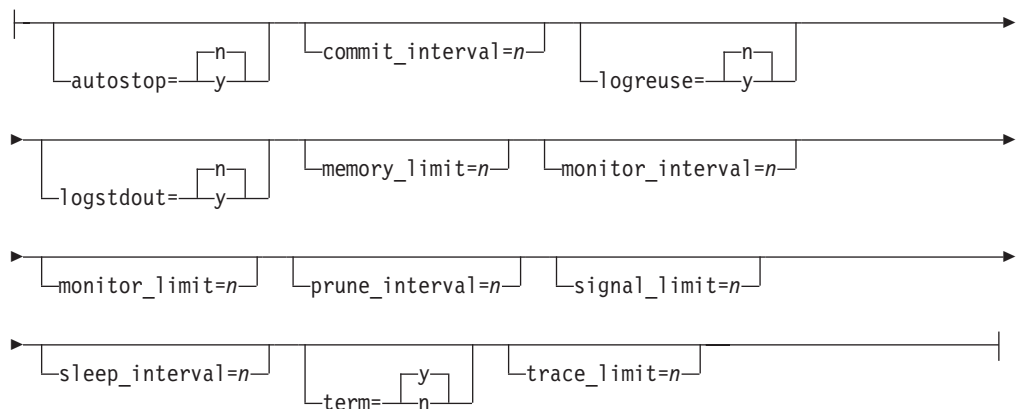 n
n
commit_interval=n
autostop= y
logreuse= y
n
memory_limit=n
monitor_interval=n
logstdout= y
monitor_limit=n
prune_interval=n
signal_limit=n
y
sleep_interval=n
trace_limit=n
term= n